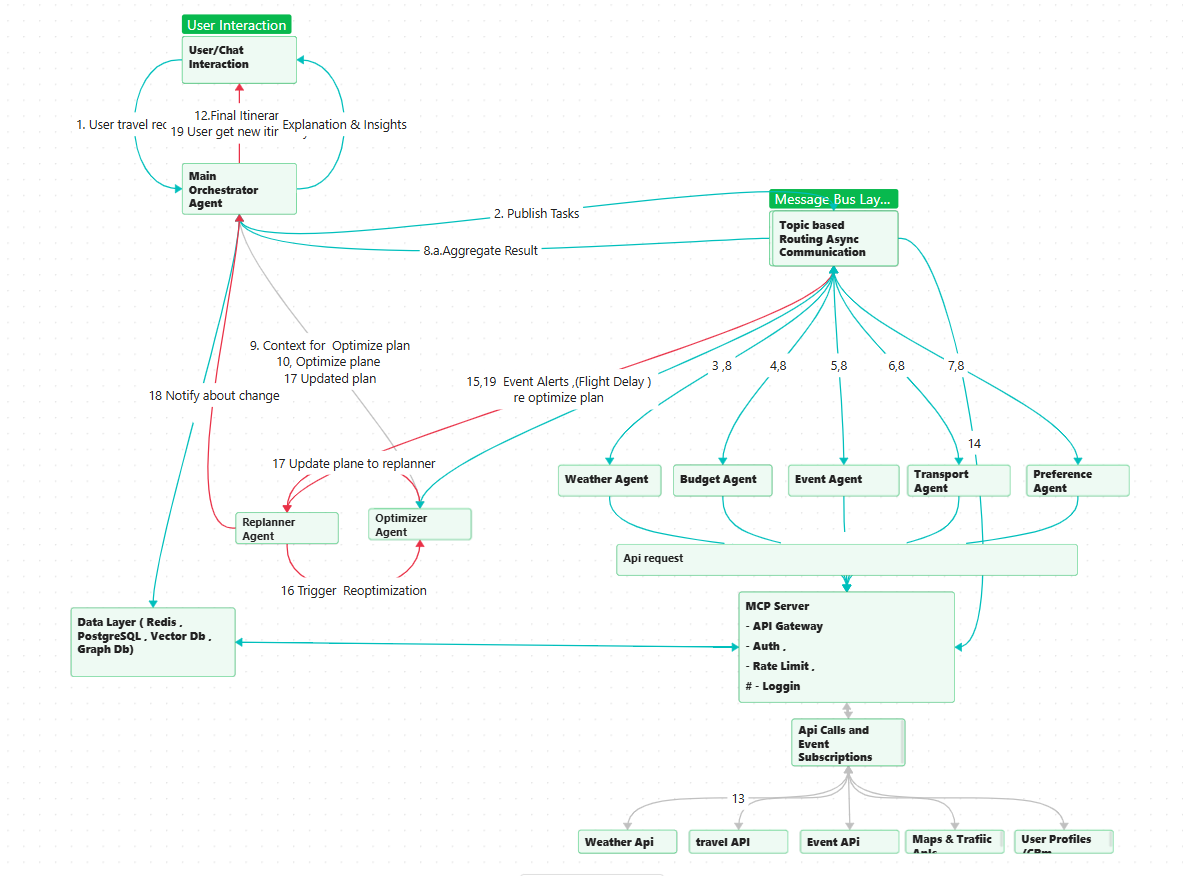 User Interaction
User/Chat
Interaction
12.Final Itinerar
1. User travel rec
19 User get new itir
Explanation & Insights
Main
Orchestrator
Agent
Message Bus Lay...
2. Publish Tasks
Topic based
Routing Async
Communication
8.a.Aggregate Result
9. Context for Optimize plan
10, Optimize plane
17 Updated plan
3 ,8
4,8
5,8
6,8
7,8
15,19 Event Alerts ,(Flight Delay )
re optimize plan
18 Notify about change
14
17 Update plane to replanner
Weather Agent
Budget Agent
Event Agent
Transport
Agent
Preference
Agent
Replanner
Agent
Optimizer
Agent
Api request
16 Trigger Reoptimization
Data Layer ( Redis ,
PostgreSQL , Vector Db ,
Graph Db)
MCP Server
- API Gateway
- Auth ,
- Rate Limit ,
# - Loggin
Api Calls and
Event
Subscriptions
13
Weather Api
travel API
Event APi
Maps & Trafiic
User Profiles